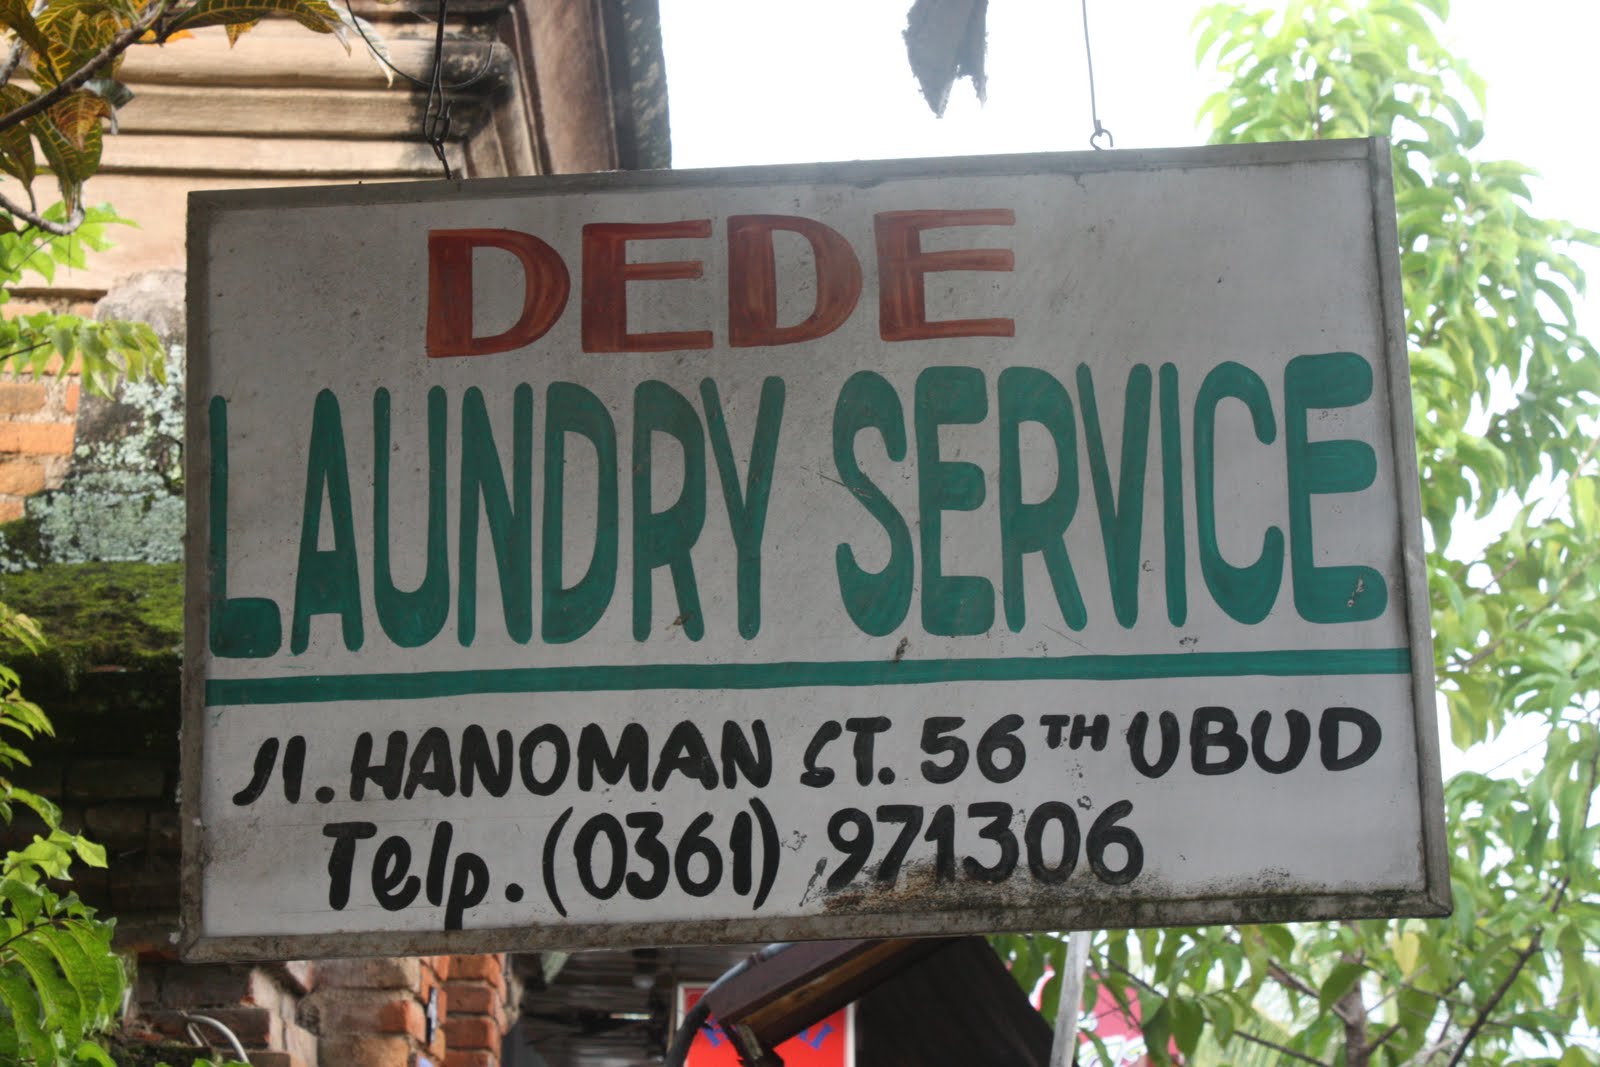 DEDE
LAUNDRY SERVICE
Jl. HANOMAN ST. 56TH UBUD
Telp. (0361) 971306